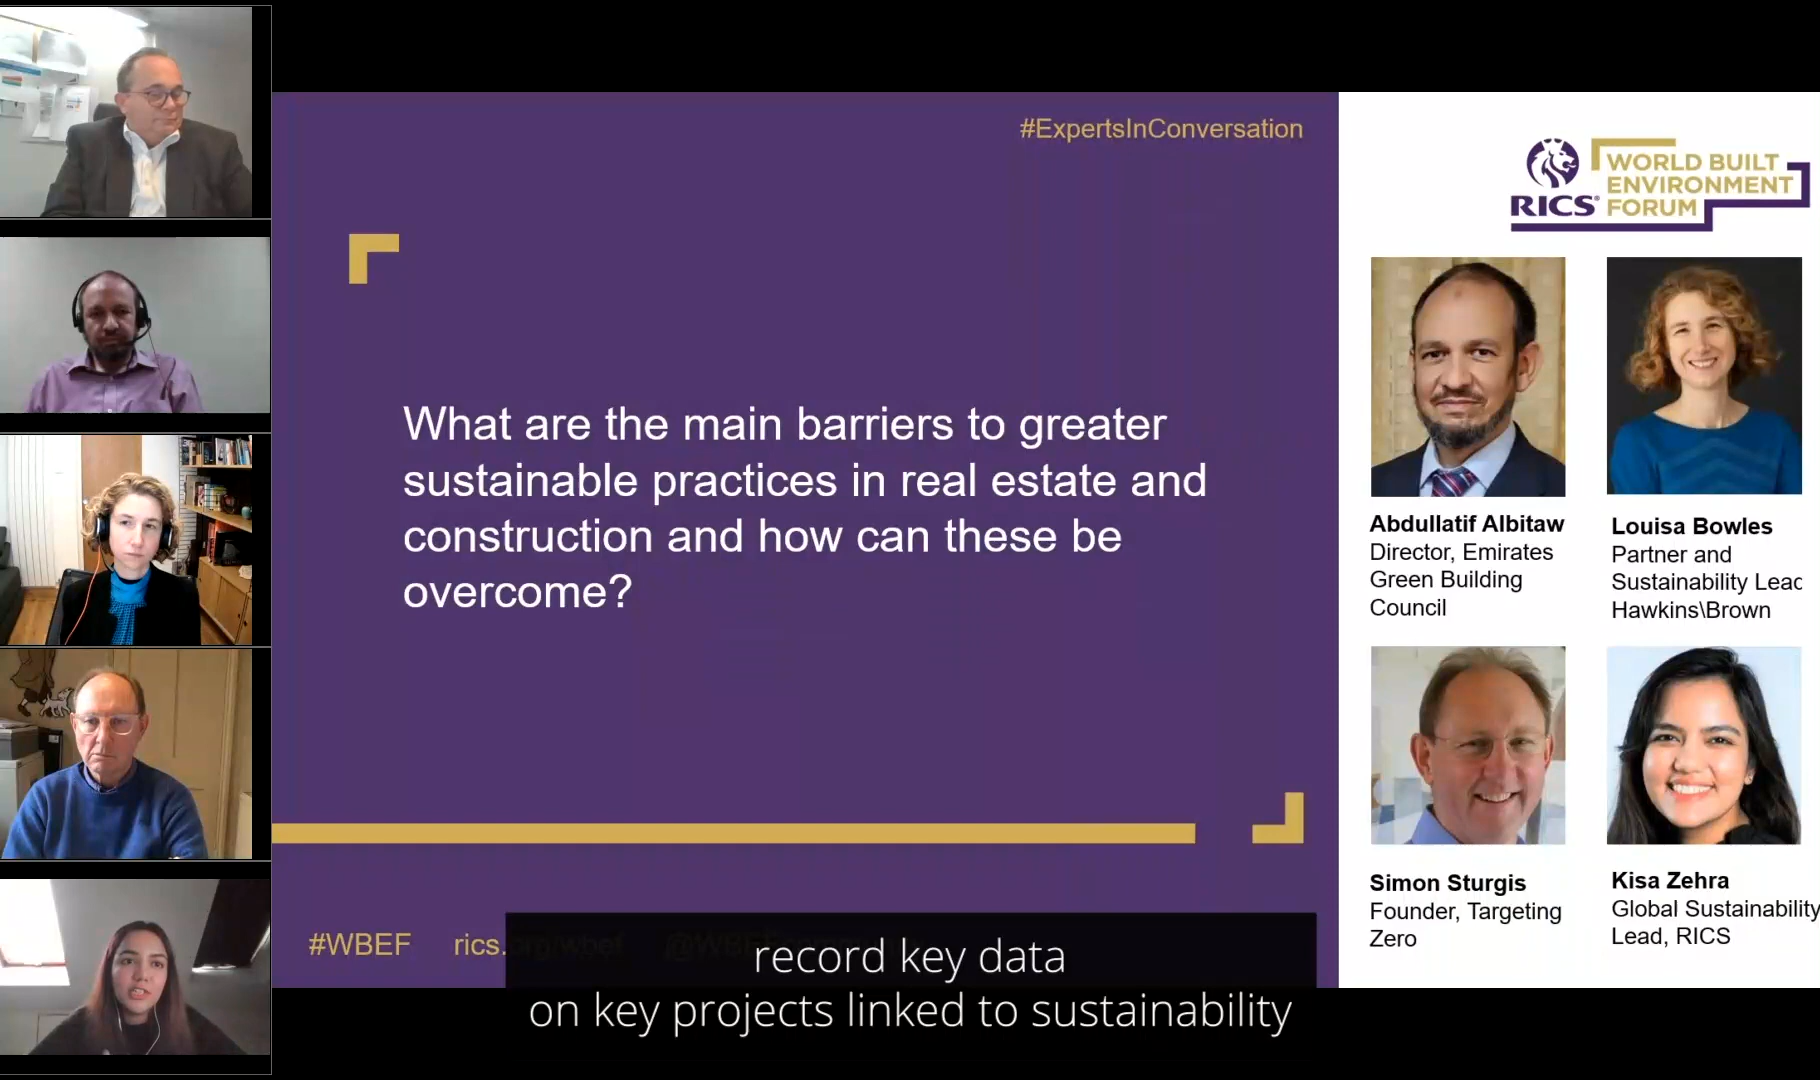 #ExpertsInConversation
RICS
WORLD BUILT
ENVIRONMENT
FORUM
What are the main barriers to greater
sustainable practices in real estate and
construction and how can these be
overcome?
Abdullatif Albitaw
Director, Emirates
Green Building
Council
Louisa Bowles
Partner and
Sustainability Lead
Hawkins\Brown
Simon Sturgis
Founder, Targeting
Zero
Kisa Zehra
Global Sustainability
Lead, RICS
#WBEF rics.org/wbef
record key data
on key projects linked to sustainability